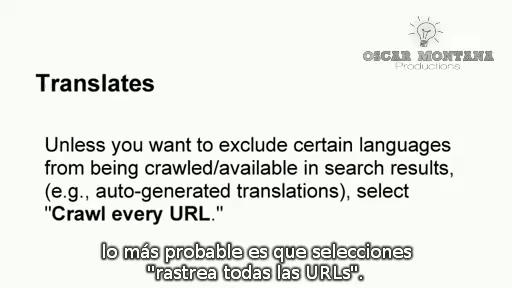 OSCAR MONTANA
Productions
Translates
Unless you want to exclude certain languages
from being crawled/available in search results,
(e.g., auto-generated translations), select
"Crawl every URL."
lo más probable es que selecciones
"rastrea todas las URLs".